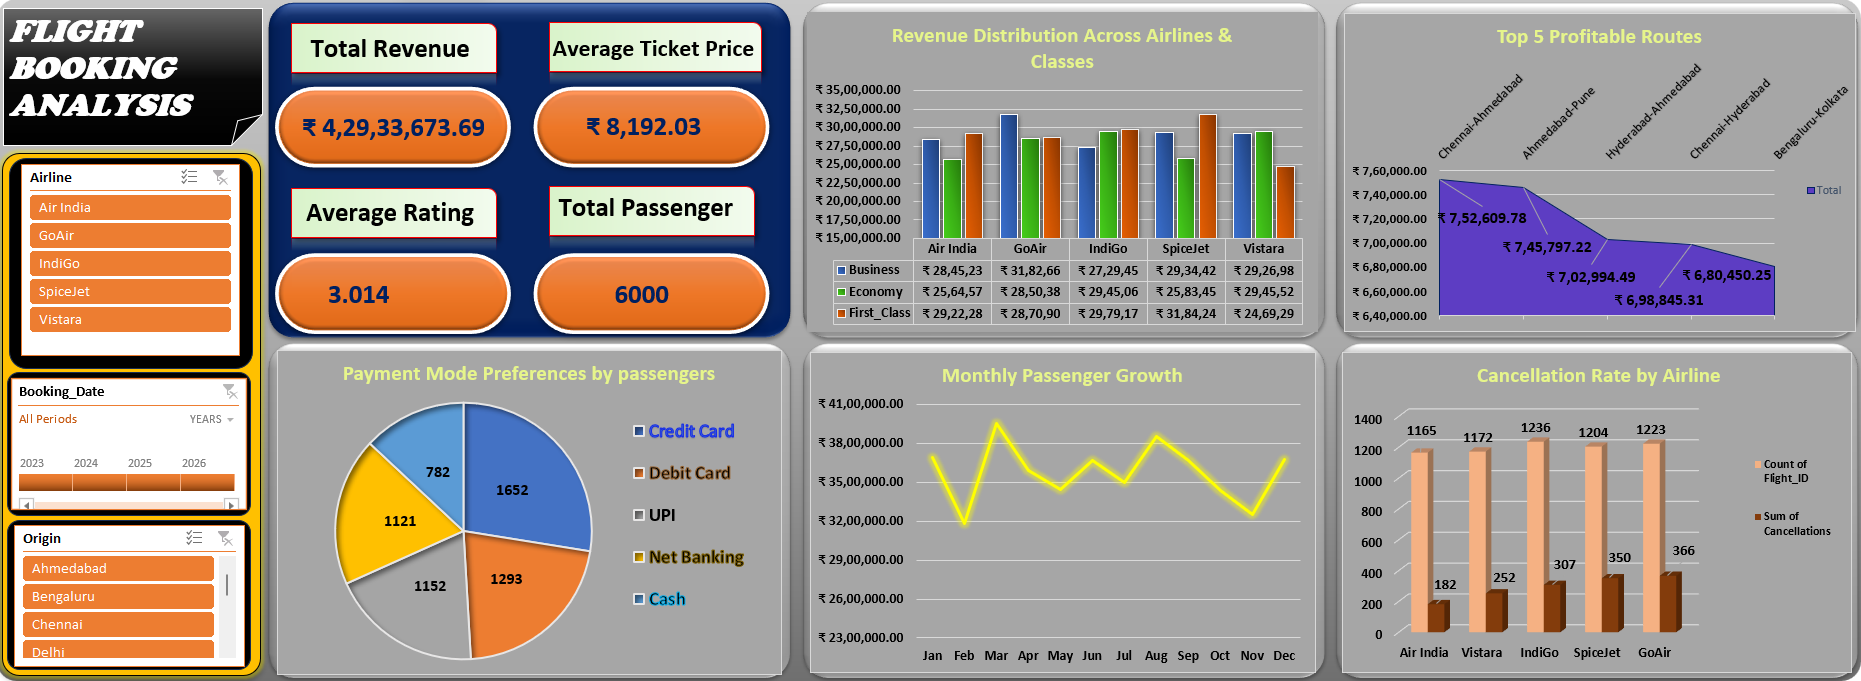 FLIGHT
BOOKING
ANALYSIS
Airline
Air India
GoAir
IndiGo
SpiceJet
Vistara
Booking_Date
All Periods
YEARS
2023 2024 2025 2026
Origin
Ahmedabad
Bengaluru
Chennai
Delhi
Total Revenue
₹ 4,29,33,673.69
Average Ticket Price
₹ 8,192.03
Average Rating
3.014
Total Passenger
6000
Revenue Distribution Across Airlines &
Classes
₹ 35,00,000.00
₹ 32,50,000.00
₹ 30,00,000.00
₹ 27,50,000.00
₹ 25,00,000.00
₹ 22,50,000.00
₹ 20,00,000.00
₹ 17,50,000.00
₹ 15,00,000.00
Air India GoAir IndiGo SpiceJet Vistara
Business ₹ 28,45,23 ₹ 31,82,66 ₹ 27,29,45 ₹ 29,34,42 ₹ 29,26,98
Economy ₹ 25,64,57 ₹ 28,50,38 ₹ 29,45,06 ₹ 25,83,45 ₹ 29,45,52
First_Class ₹ 29,22,28 ₹ 28,70,90 ₹ 29,79,17 ₹ 31,84,24 ₹ 24,69,29
Top 5 Profitable Routes
Chennai-Ahmedabad
Ahmedabad-Pune
Hyderabad-Ahmedabad
Chennai-Hyderabad
Bengaluru-Kolkata
₹ 7,60,000.00
₹ 7,40,000.00
₹ 7,20,000.00
₹ 7,00,000.00
₹ 6,80,000.00
₹ 6,60,000.00
₹ 6,40,000.00
₹ 7,52,609.78
₹ 7,45,797.22
₹ 7,02,994.49
₹ 6,98,845.31
₹ 6,80,450.25
Total
Payment Mode Preferences by passengers
1652
1293
1152
1121
782
Credit Card
Debit Card
UPI
Net Banking
Cash
Monthly Passenger Growth
₹ 41,00,000.00
₹ 38,00,000.00
₹ 35,00,000.00
₹ 32,00,000.00
₹ 29,00,000.00
₹ 26,00,000.00
₹ 23,00,000.00
Jan Feb Mar Apr May Jun Jul Aug Sep Oct Nov Dec
Cancellation Rate by Airline
1400
1200
1000
800
600
400
200
0
1165 1172 1236 1204 1223
182 252 307 350 366
Air India Vistara IndiGo SpiceJet GoAir
Count of
Flight_ID
Sum of
Cancellations